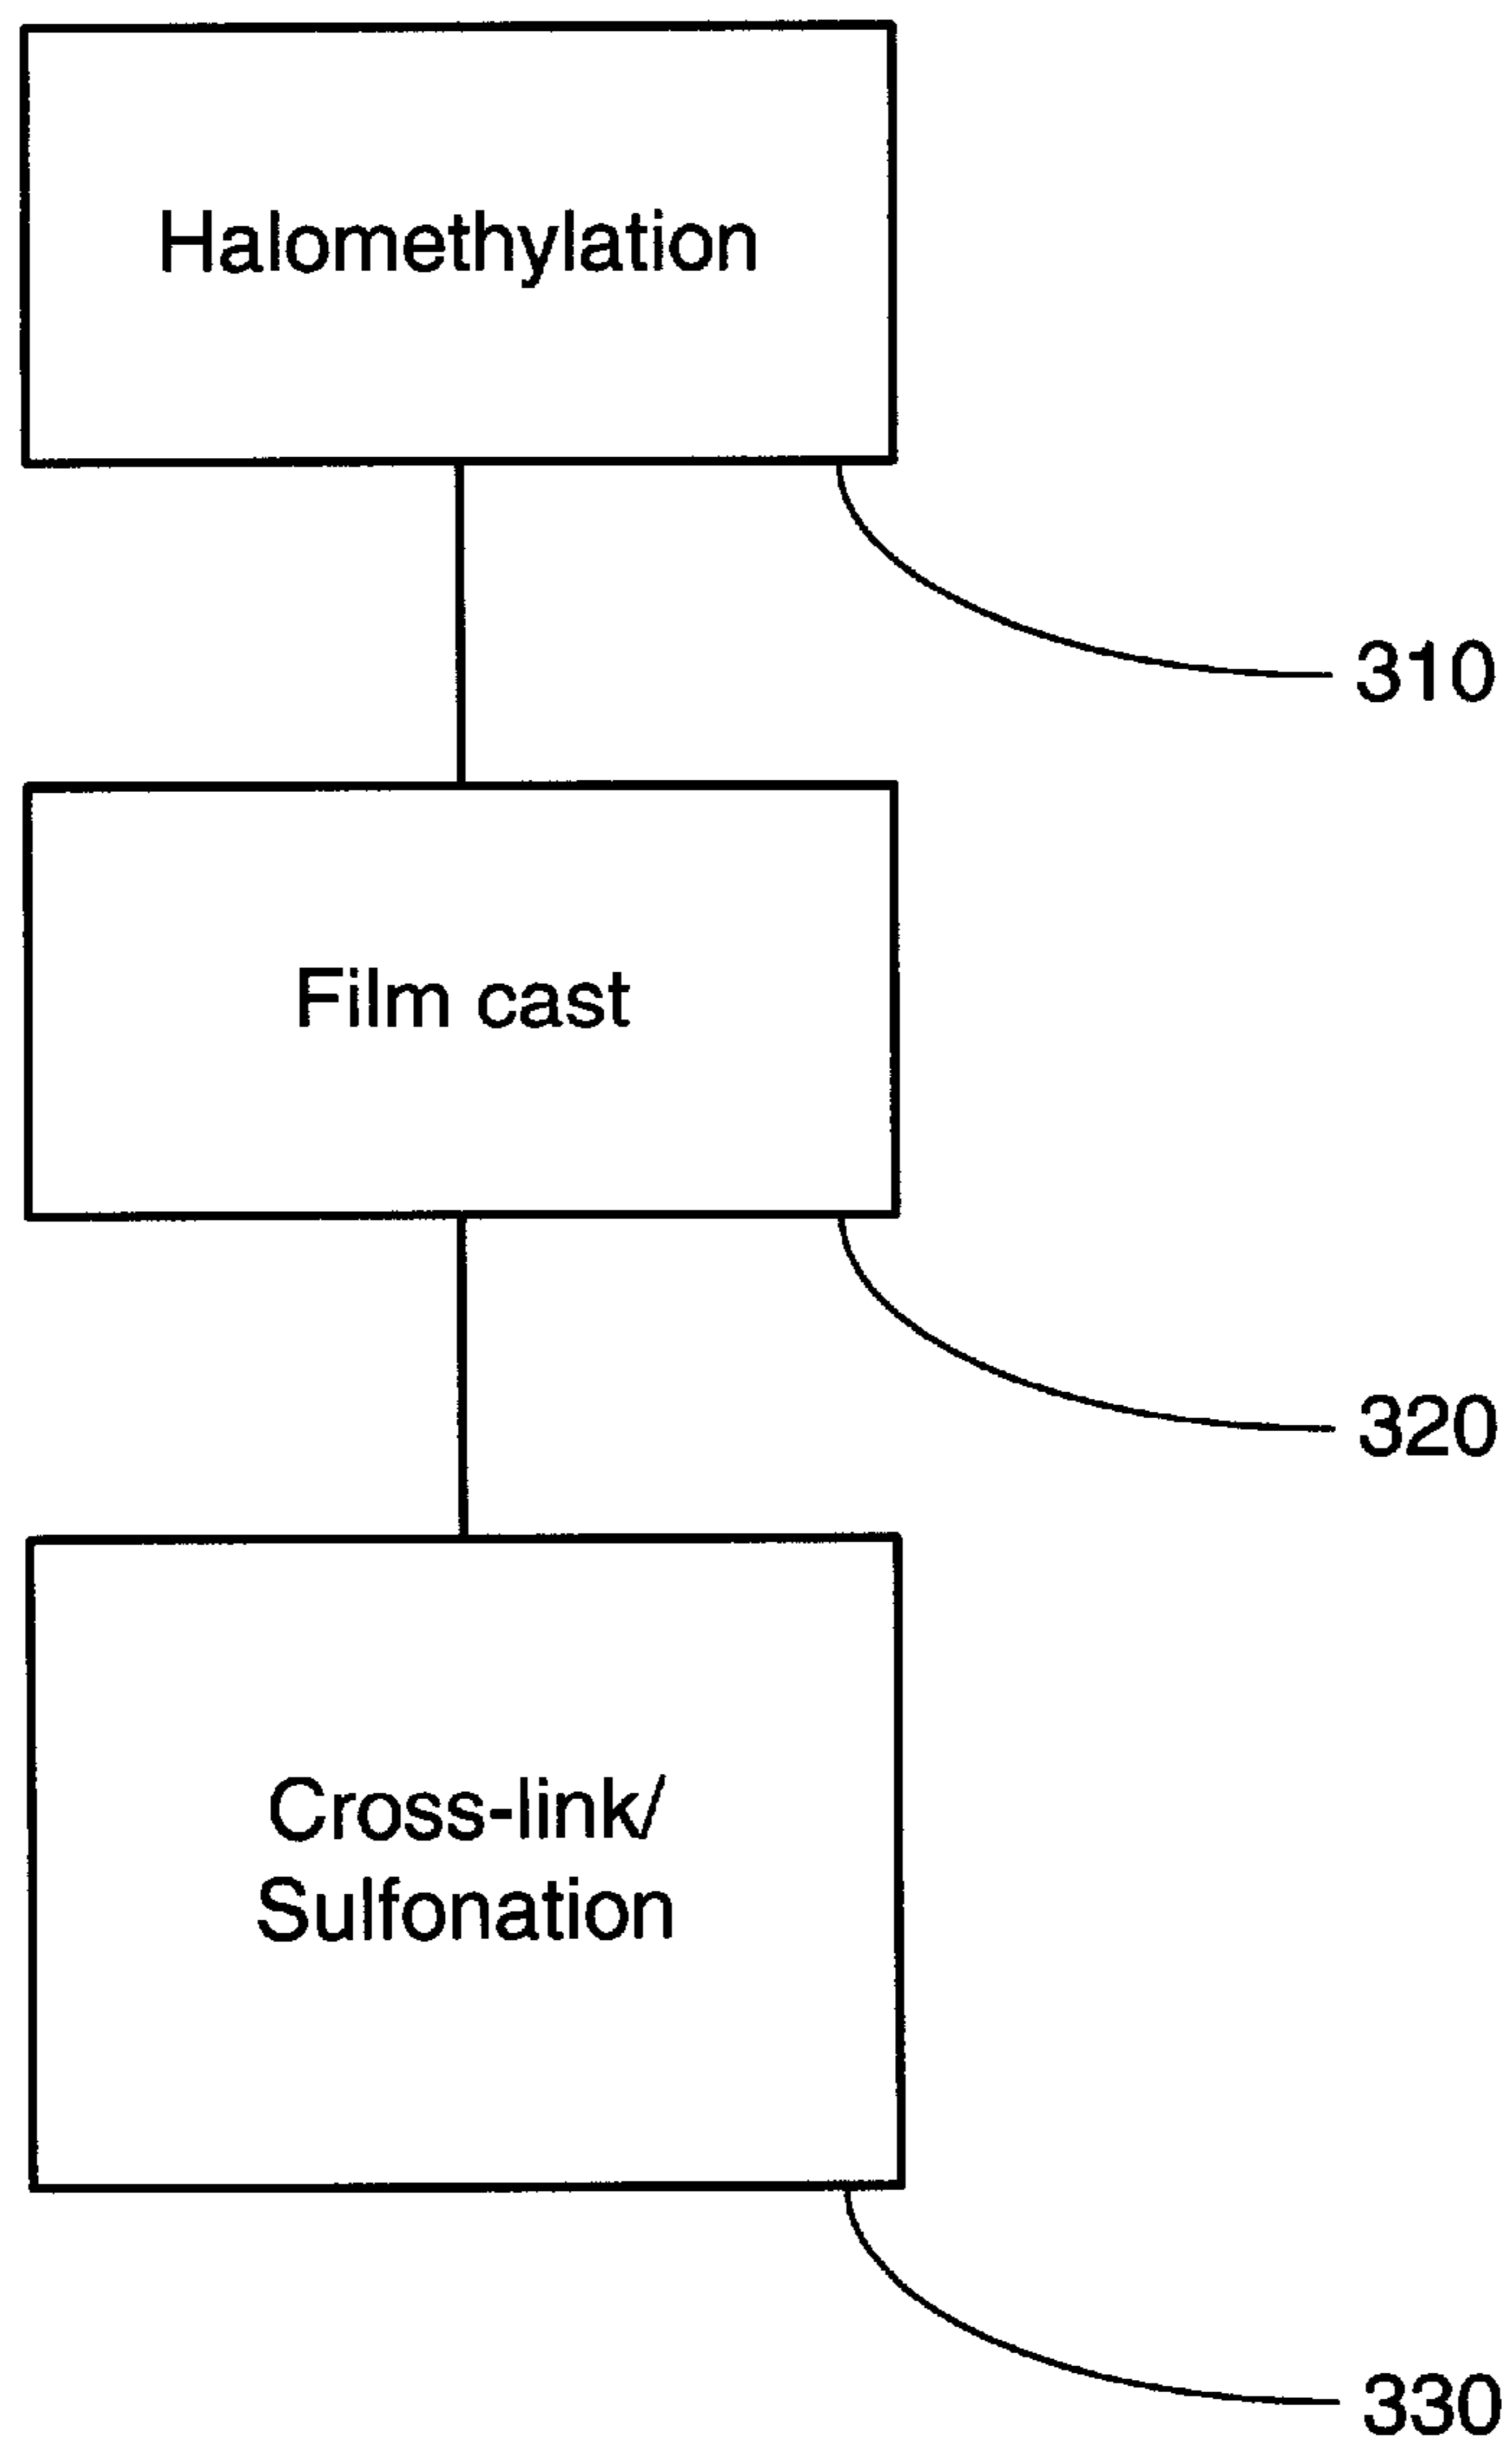 Halomethylation
310
Film cast
320
Cross-link/
Sulfonation
330